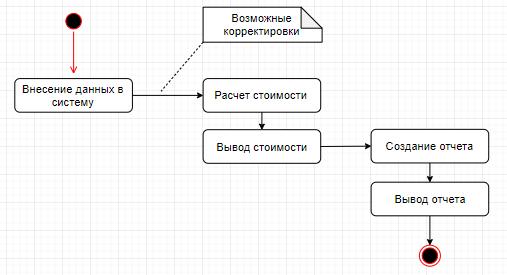 Возможные
корректировки
Внесение данных в
систему
Расчет стоимости
Вывод стоимости
Создание отчета
Вывод отчета